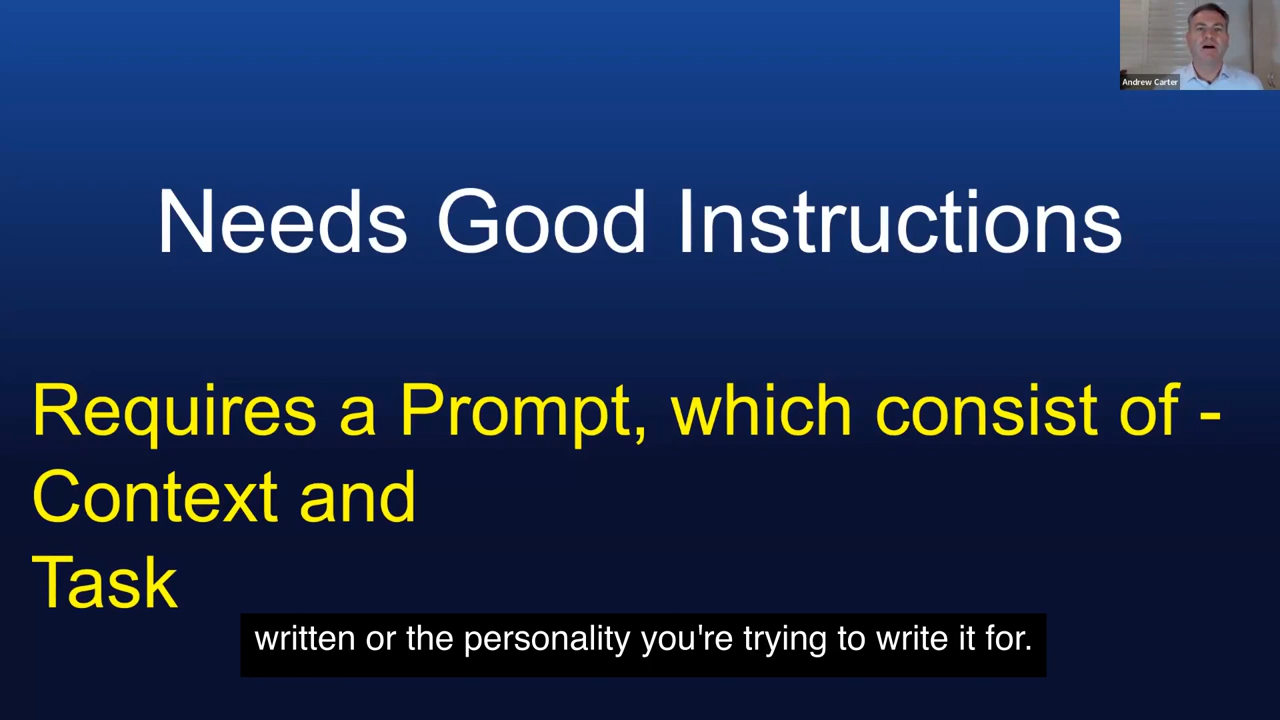 Andrew Carter
Needs Good Instructions
Requires a Prompt, which consist of -
Context and
Task
written or the personality you're trying to write it for.